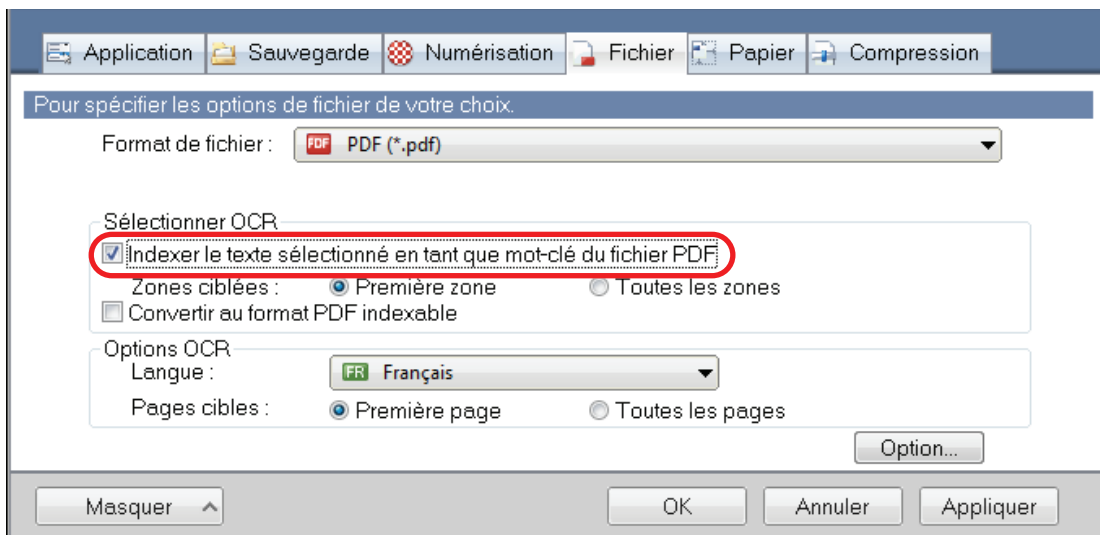 Application Sauvegarde Numérisation Fichier Papier Compression
Pour spécifier les options de fichier de votre choix.
Format de fichier : PDF PDF (*.pdf)
Sélectionner OCR
Indexer le texte sélectionné en tant que mot-clé du fichier PDF
Zones ciblées : Première zone Toutes les zones
Convertir au format PDF indexable
Options OCR
Langue : FR Français
Pages cibles : Première page Toutes les pages
Option...
Masquer OK Annuler Appliquer